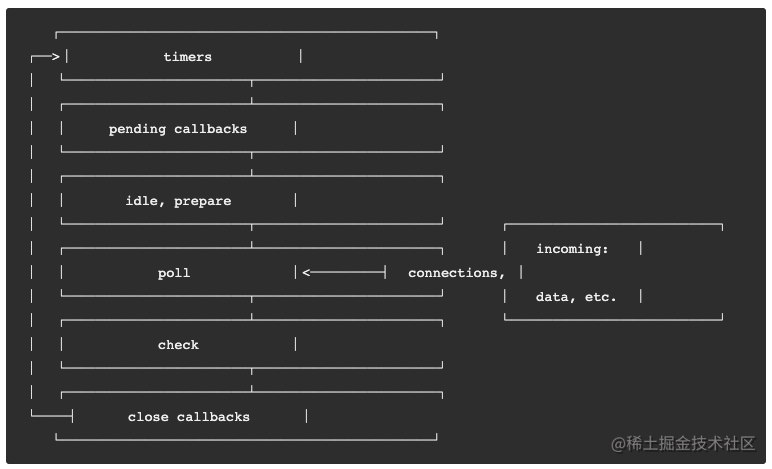 timers
pending callbacks
idle, prepare
incoming:
poll
connections,
data, etc.
check
close callbacks
@稀土掘金技术社区